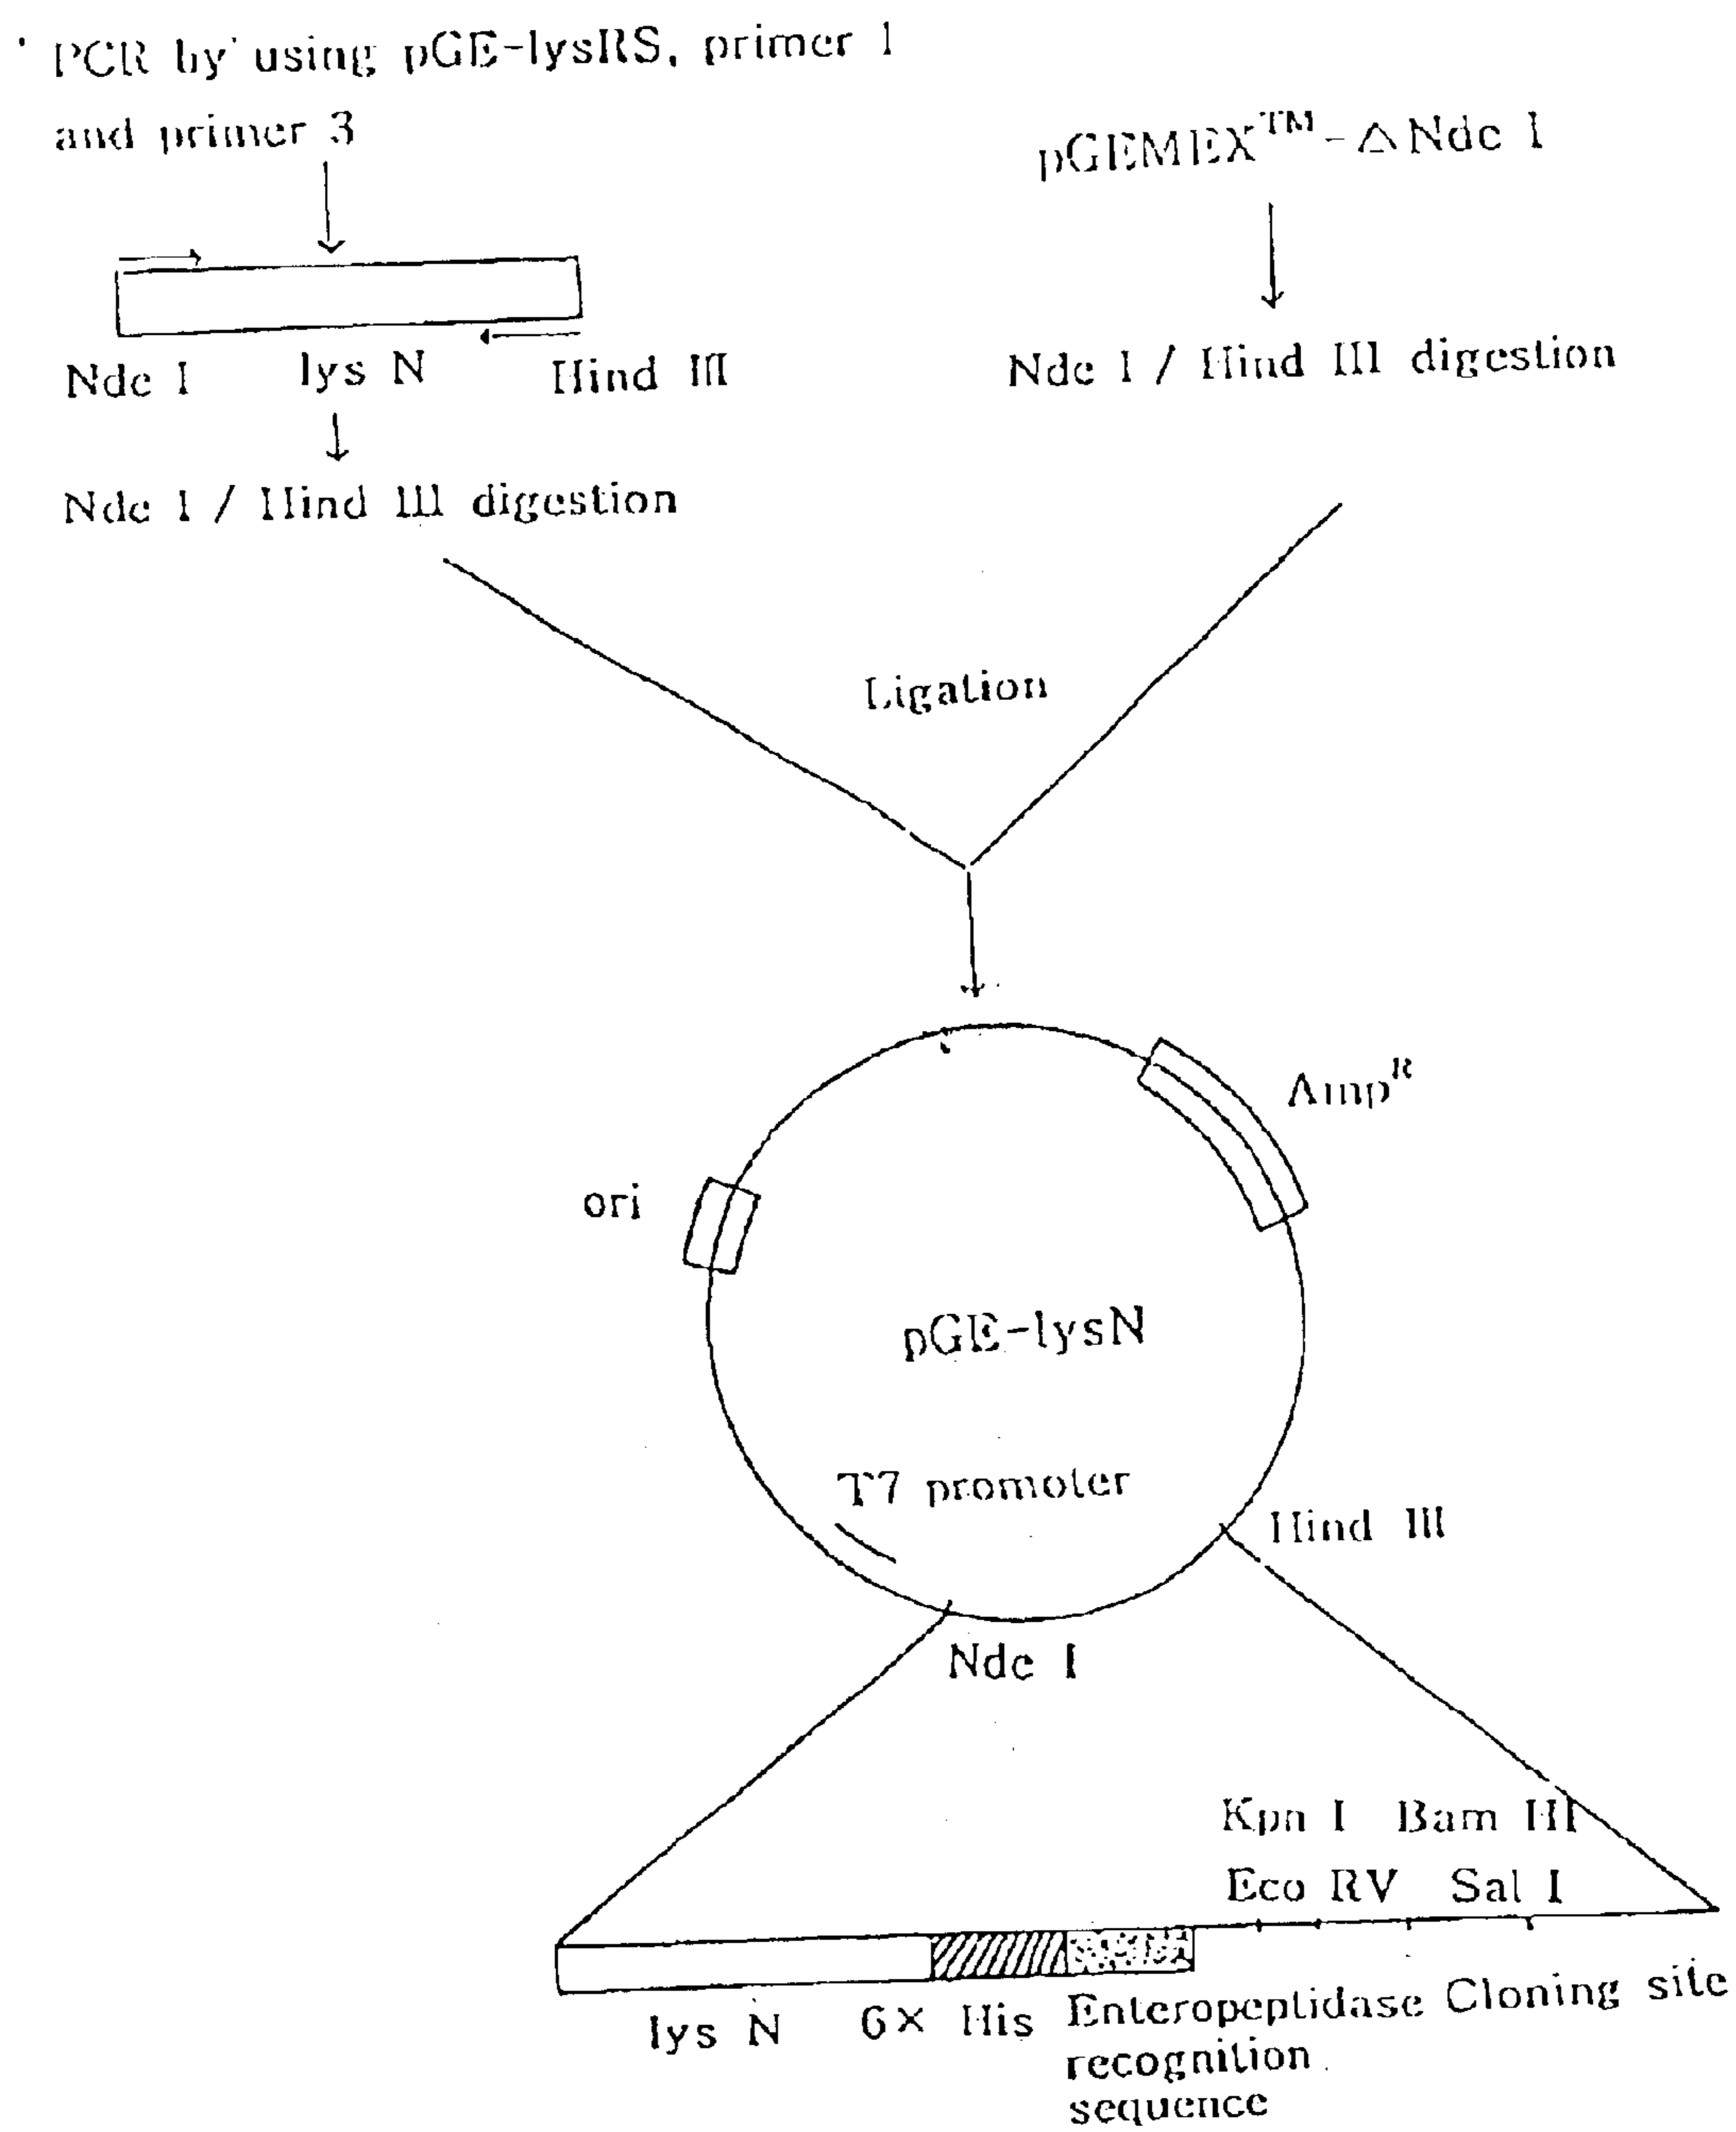 PCR by using pGE-lysRS, primer 1
and primer 3
pGEMEX™-△Nde I
Nde I lys N Hind III
Nde I / Hind III digestion
Nde I / Hind III digestion
Ligation
Amp^R
ori
pGE-lysN
T7 promoter
Hind III
Nde I
Kpn I Bam HI
Eco RV Sal I
lys N 6× His Enteropeptidase Cloning site
recognition
sequence